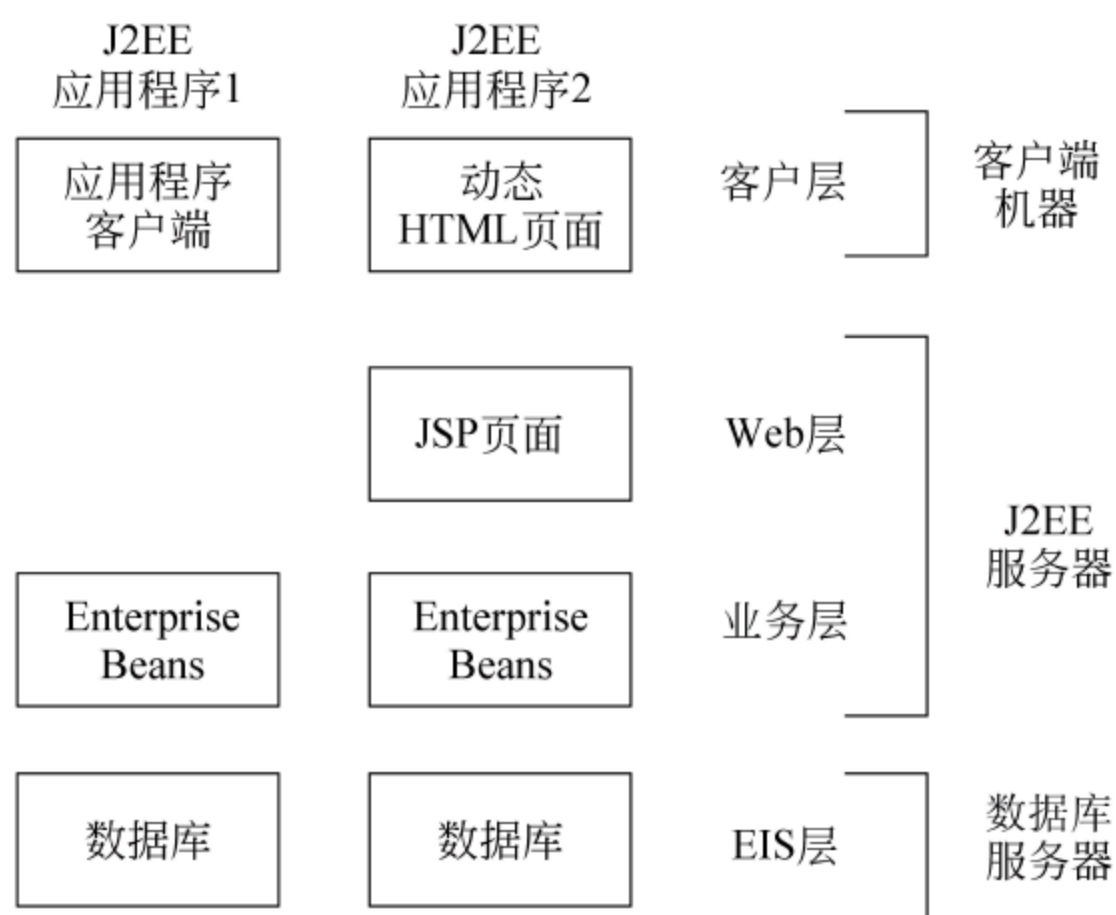 J2EE
应用程序1
J2EE
应用程序2
应用程序
客户端
动态
HTML页面
客户层
客户端
机器
JSP页面
Web层
J2EE
服务器
Enterprise
Beans
Enterprise
Beans
业务层
数据库
数据库
EIS层
数据库
服务器